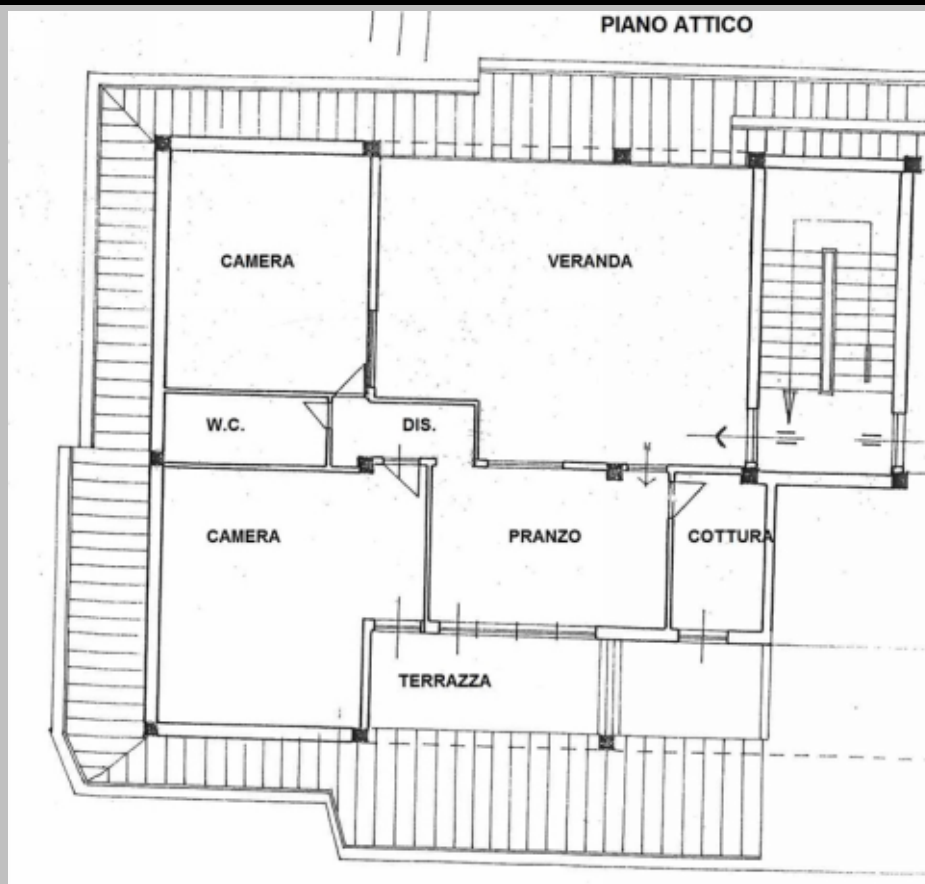 PIANO ATTICO
CAMERA
VERANDA
W.C.
DIS.
CAMERA
PRANZO
COTTURA
TERRAZZA